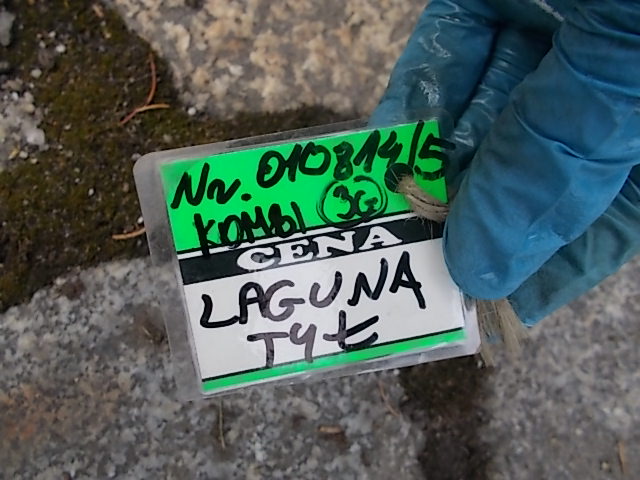 Nr. 010814/5
KOMBI 3G
CENA
LAGUNA
TYŁ